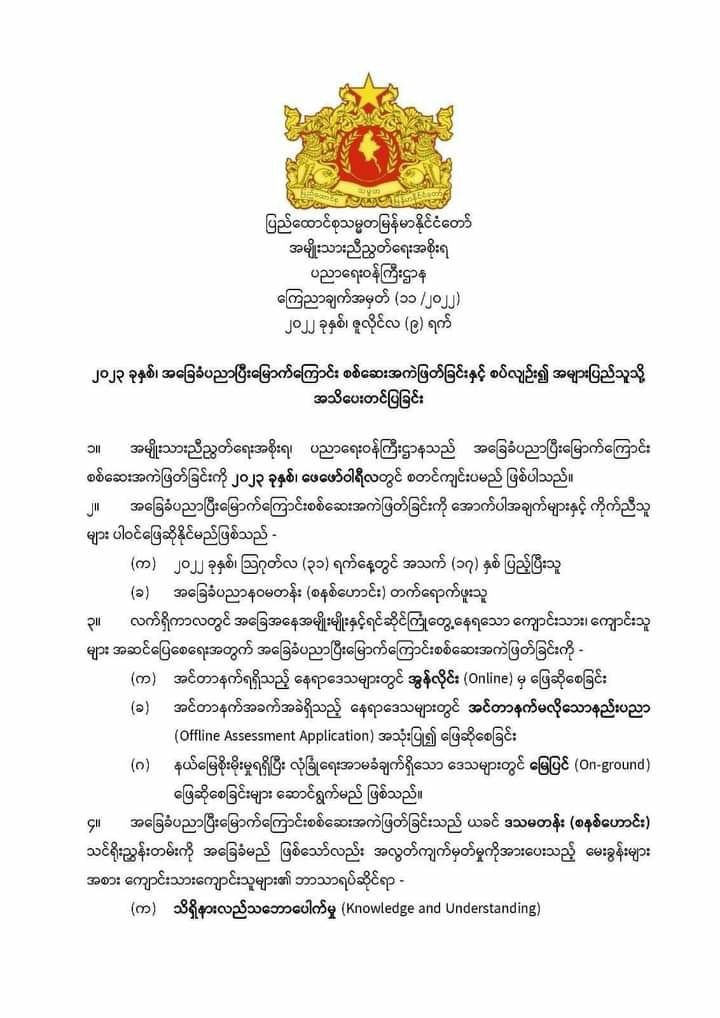 ပြည်ထောင်စု သမ္မတ မြန်မာနိုင်ငံတော်
ပြည်ထောင်စုသမ္မတမြန်မာနိုင်ငံတော်
အမျိုးသားညီညွတ်ရေးအစိုးရ
ပညာရေးဝန်ကြီးဌာန
ကြေညာချက်အမှတ် (၁၁ /၂၀၂၂)
၂၀၂၂ ခုနှစ်၊ ဇူလိုင်လ (၉) ရက်
၂၀၂၃ ခုနှစ်၊ အခြေခံပညာပြီးမြောက်ကြောင်း စစ်ဆေးအကဲဖြတ်ခြင်းနှင့် စပ်လျဉ်း၍ အများပြည်သူသို့
အသိပေးတင်ပြခြင်း
၁။ အမျိုးသားညီညွတ်ရေးအစိုးရ၊ ပညာရေးဝန်ကြီးဌာနသည် အခြေခံပညာပြီးမြောက်ကြောင်း
စစ်ဆေးအကဲဖြတ်ခြင်းကို ၂၀၂၃ ခုနှစ်၊ ဖေဖော်ဝါရီလတွင် စတင်ကျင်းပမည် ဖြစ်ပါသည်။
၂။ အခြေခံပညာပြီးမြောက်ကြောင်းစစ်ဆေးအကဲဖြတ်ခြင်းကို အောက်ပါအချက်များနှင့် ကိုက်ညီသူ
များ ပါဝင်ဖြေဆိုနိုင်မည်ဖြစ်သည် -
(က) ၂၀၂၂ ခုနှစ်၊ ဩဂုတ်လ (၃၁) ရက်နေ့တွင် အသက် (၁၇) နှစ် ပြည့်ပြီးသူ
(ခ) အခြေခံပညာနဝမတန်း (စနစ်ဟောင်း) တက်ရောက်ဖူးသူ
၃။ လက်ရှိကာလတွင် အခြေအနေအမျိုးမျိုးနှင့်ရင်ဆိုင်ကြုံတွေ့နေရသော ကျောင်းသား၊ ကျောင်းသူ
များ အဆင်ပြေစေရေးအတွက် အခြေခံပညာပြီးမြောက်ကြောင်းစစ်ဆေးအကဲဖြတ်ခြင်းကို -
(က) အင်တာနက်ရရှိသည့် နေရာဒေသများတွင် အွန်လိုင်း (Online) မှ ဖြေဆိုစေခြင်း
(ခ) အင်တာနက်အခက်အခဲရှိသည့် နေရာဒေသများတွင် အင်တာနက်မလိုသောနည်းပညာ
(Offline Assessment Application) အသုံးပြု၍ ဖြေဆိုစေခြင်း
(ဂ) နယ်မြေစိုးမိုးမှုရရှိပြီး လုံခြုံရေးအာမခံချက်ရှိသော ဒေသများတွင် မြေပြင် (On-ground)
ဖြေဆိုစေခြင်းများ ဆောင်ရွက်မည် ဖြစ်သည်။
၄။ အခြေခံပညာပြီးမြောက်ကြောင်းစစ်ဆေးအကဲဖြတ်ခြင်းသည် ယခင် ဒသမတန်း (စနစ်ဟောင်း)
သင်ရိုးညွှန်းတမ်းကို အခြေခံမည် ဖြစ်သော်လည်း အလွတ်ကျက်မှတ်မှုကိုအားပေးသည့် မေးခွန်းများ
အစား ကျောင်းသားကျောင်းသူများ၏ ဘာသာရပ်ဆိုင်ရာ -
(က) သိရှိနားလည်သဘောပေါက်မှု (Knowledge and Understanding)